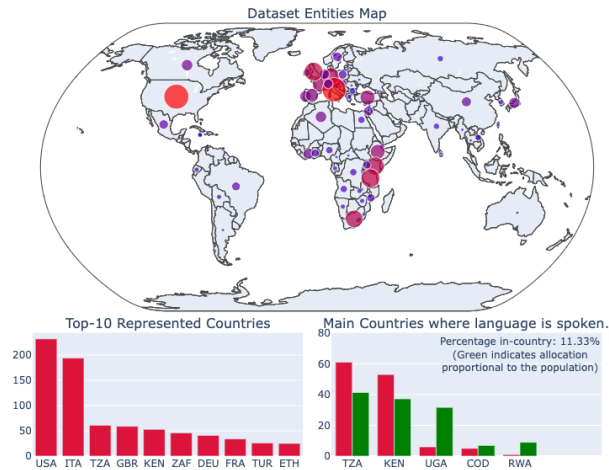 Dataset Entities Map
Top-10 Represented Countries
200
150
100
50
0
USA ITA TZA GBR KEN ZAF DEU FRA TUR ETH
Main Countries where language is spoken.
Percentage in-country: 11.33%
(Green indicates allocation
proportional to the population)
80
60
40
20
0
TZA KEN UGA COD RWA